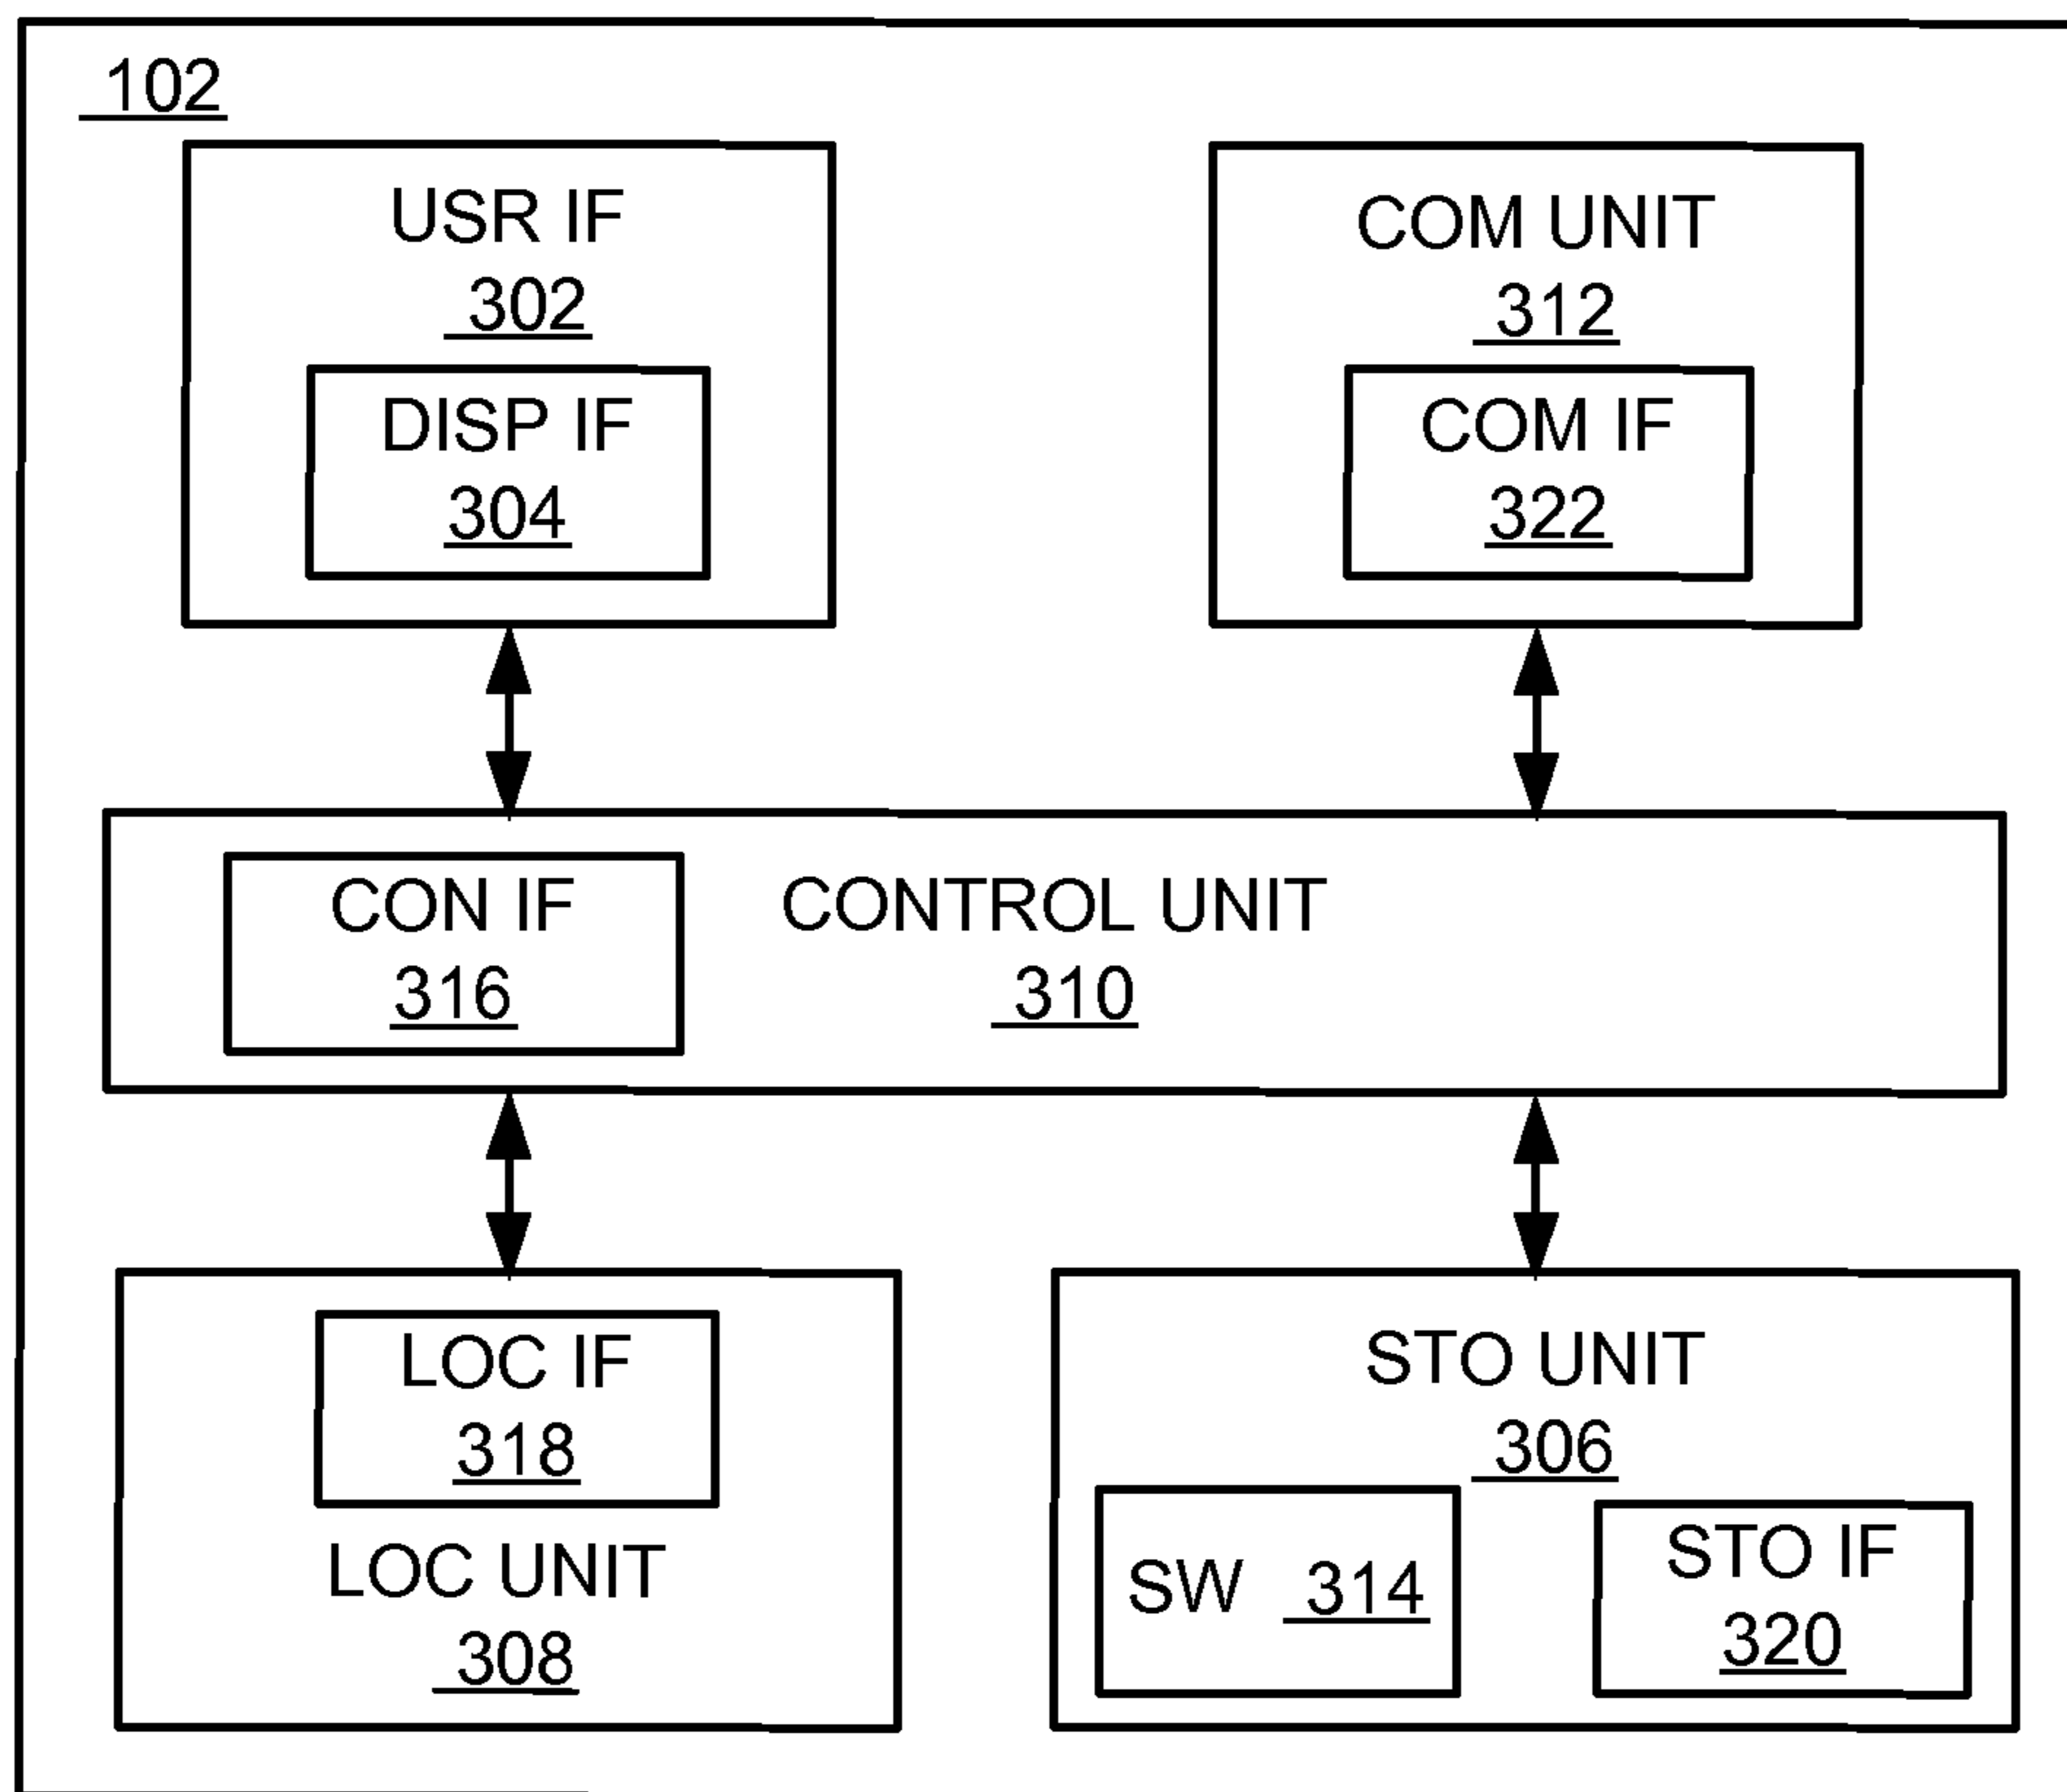 102
USR IF
302
DISP IF
304
COM UNIT
312
COM IF
322
CON IF
316
CONTROL UNIT
310
LOC IF
318
LOC UNIT
308
STO UNIT
306
SW 314
STO IF
320